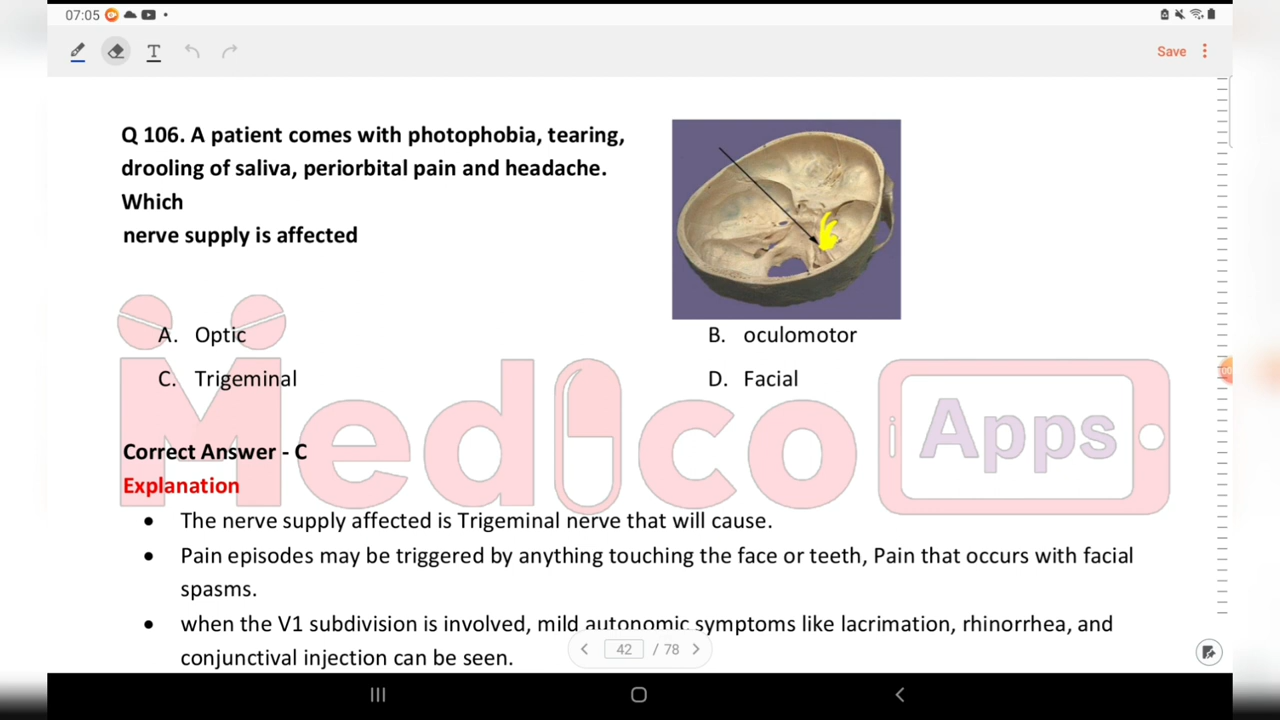 07:05
Save
Q 106. A patient comes with photophobia, tearing,
drooling of saliva, periorbital pain and headache.
Which
nerve supply is affected
A. Optic
B. oculomotor
C. Trigeminal
D. Facial
Medico Apps
Correct Answer - C
Explanation
• The nerve supply affected is Trigeminal nerve that will cause.
• Pain episodes may be triggered by anything touching the face or teeth, Pain that occurs with facial
spasms.
• when the V1 subdivision is involved, mild autonomic symptoms like lacrimation, rhinorrhea, and
conjunctival injection can be seen.
42 / 78